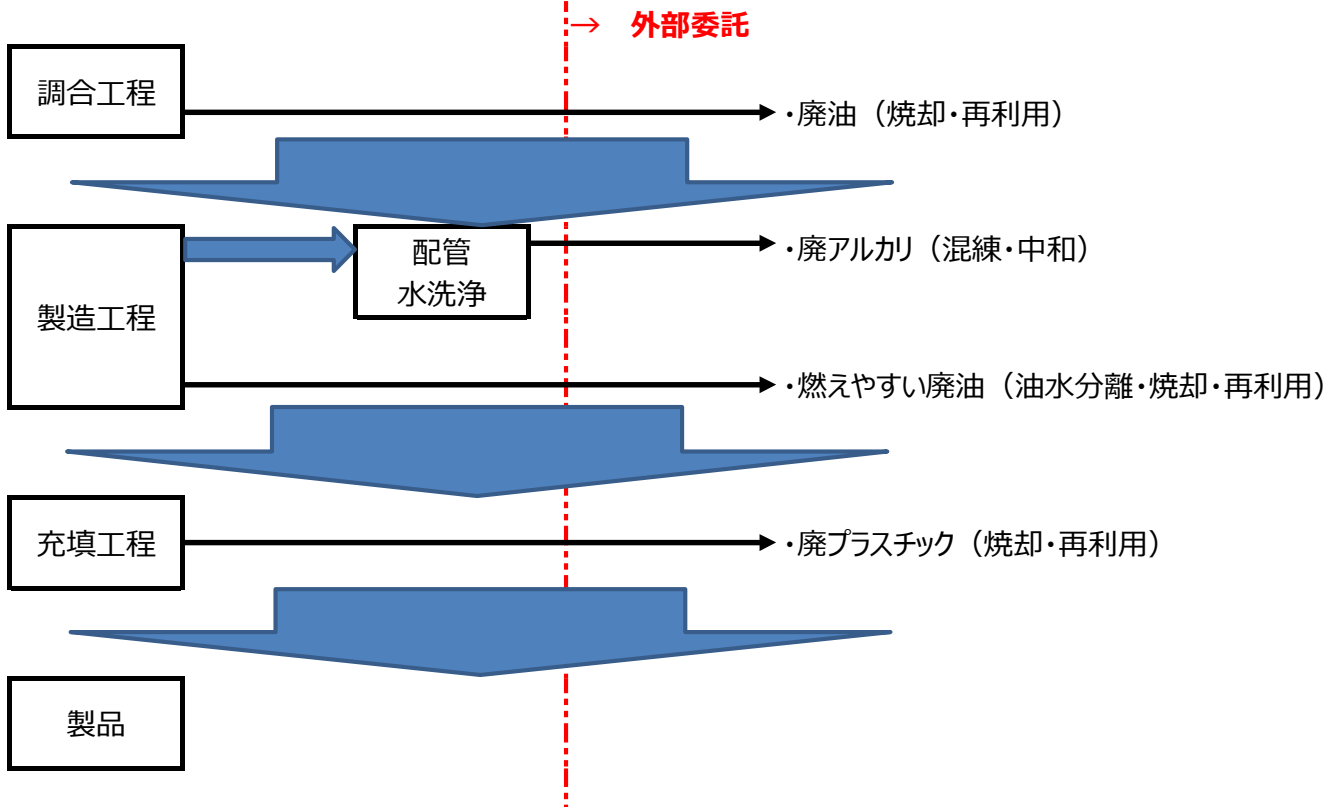 → 外部委託
調合工程
・廃油（焼却・再利用）
製造工程
配管
水洗浄
・廃アルカリ（混練・中和）
・燃えやすい廃油（油水分離・焼却・再利用）
充填工程
・廃プラスチック（焼却・再利用）
製品